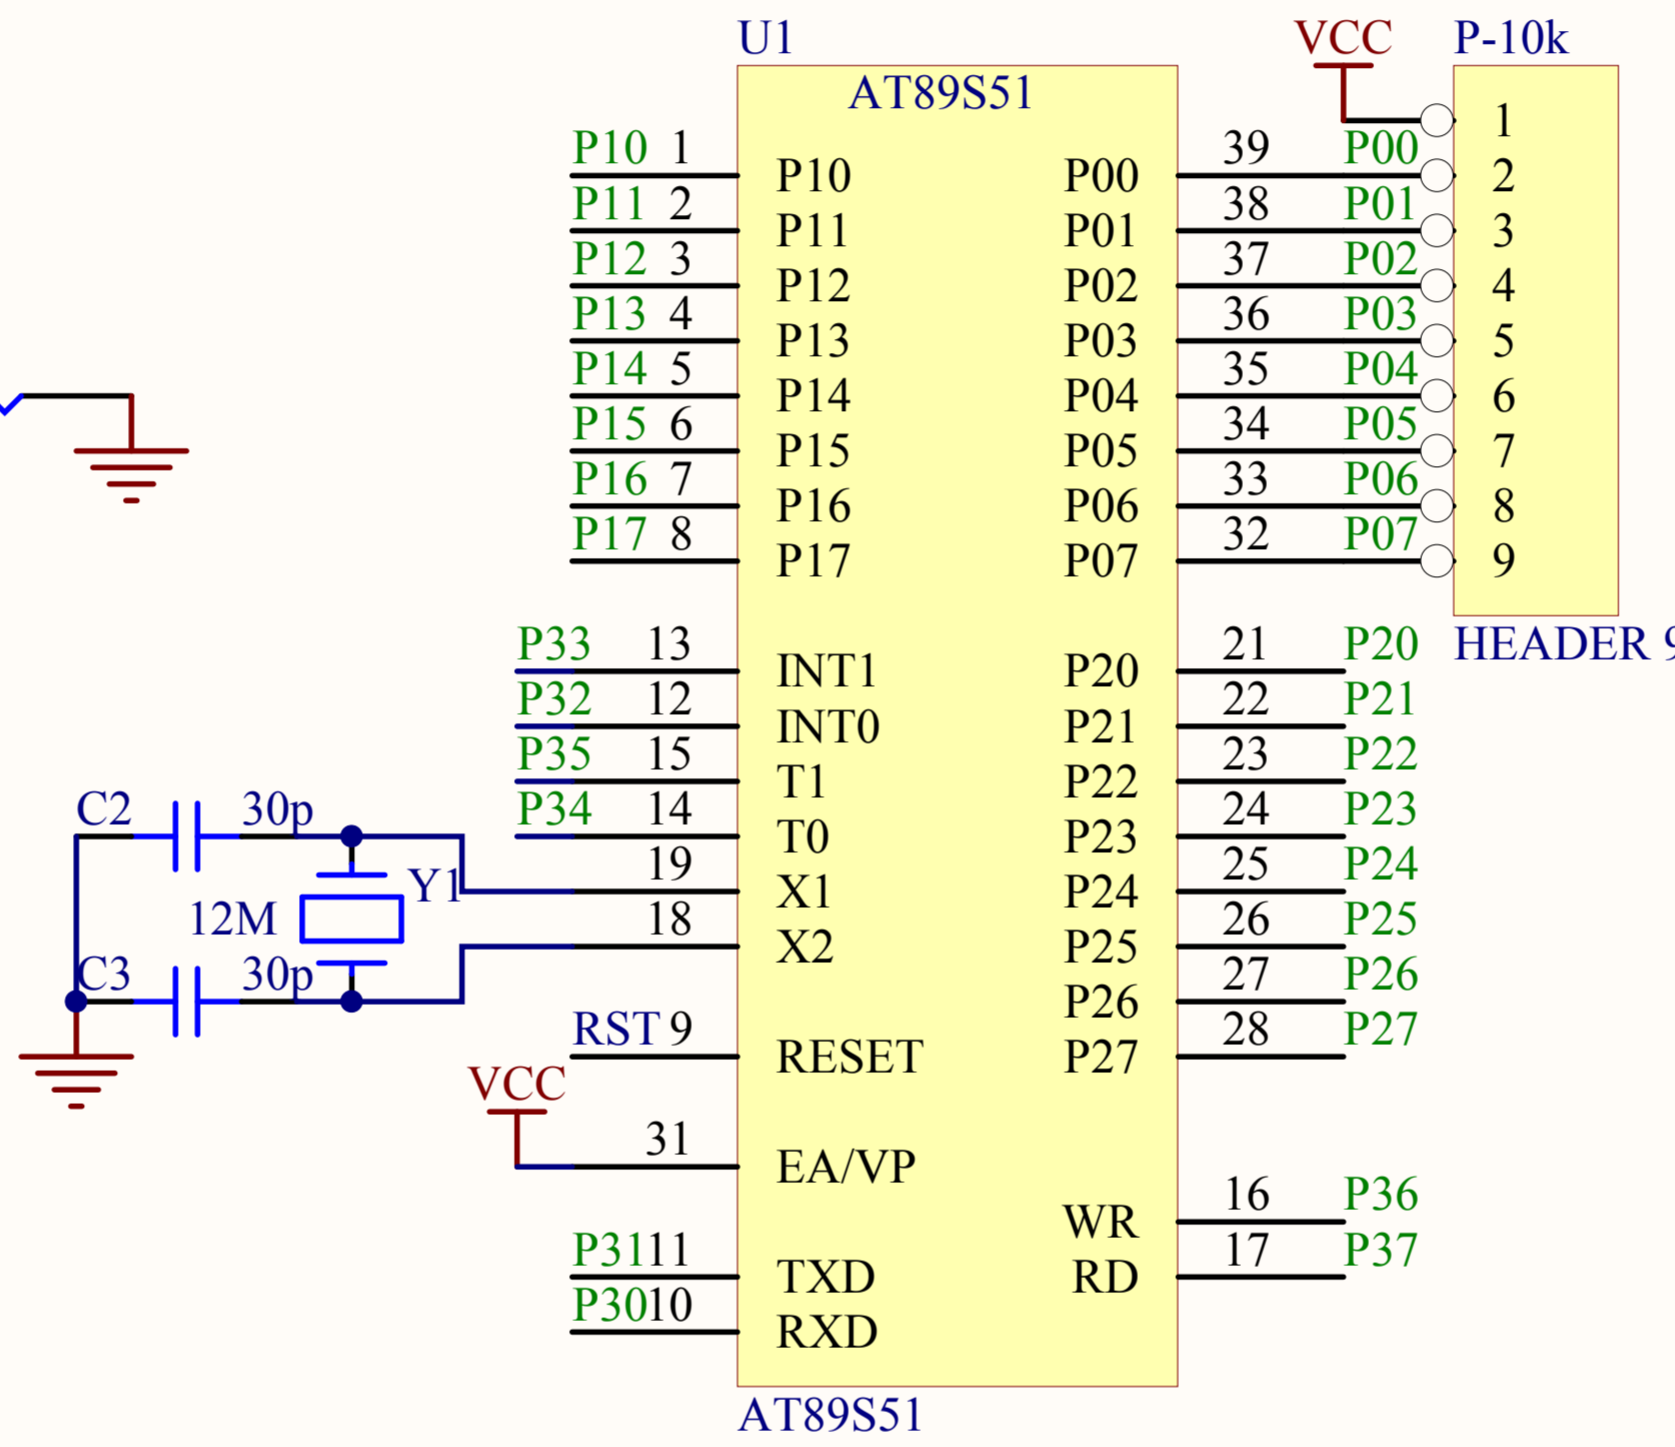 U1
VCC
P-10k
AT89S51
1
P10 1 P10 P00 39 P00 2
P11 2 P11 P01 38 P01 3
P12 3 P12 P02 37 P02 4
P13 4 P13 P03 36 P03 5
P14 5 P14 P04 35 P04 6
P15 6 P15 P05 34 P05 7
P16 7 P16 P06 33 P06 8
P17 8 P17 P07 32 P07 9
HEADER 9
P33 13 INT1 P20 21 P20
P32 12 INT0 P21 22 P21
P35 15 T1 P22 23 P22
P34 14 T0 P23 24 P23
C2 30p
19 X1 P24 25 P24
Y1
12M
18 X2 P25 26 P25
C3 30p
P26 27 P26
RST 9 RESET P27 28 P27
VCC
31 EA/VP
WR 16 P36
P31 11 TXD RD 17 P37
P30 10 RXD
AT89S51